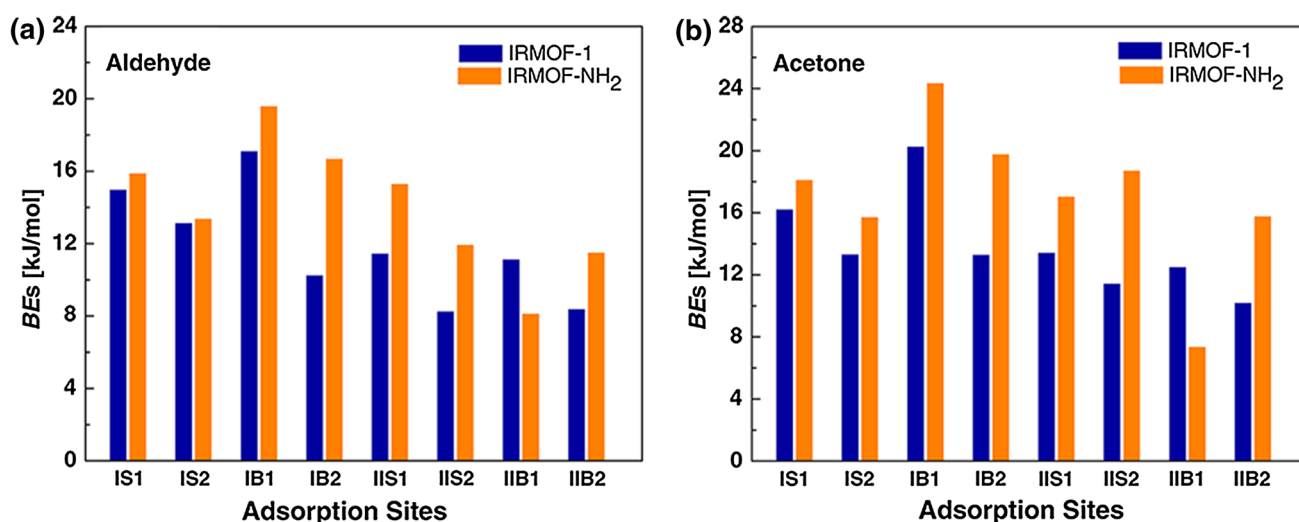 (a)
Aldehyde
IRMOF-1
IRMOF-NH2
BEs [kJ/mol]
24
20
16
12
8
4
0
IS1 IS2 IB1 IB2 IIS1 IIS2 IIB1 IIB2
Adsorption Sites
(b)
Acetone
IRMOF-1
IRMOF-NH2
BEs [kJ/mol]
28
24
20
16
12
8
4
0
IS1 IS2 IB1 IB2 IIS1 IIS2 IIB1 IIB2
Adsorption Sites